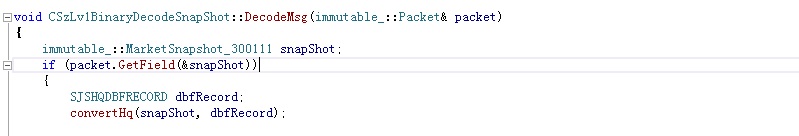 void CSzLv1BinaryDecodeSnapShot::DecodeMsg(immutable_::Packet& packet)
{
immutable_::MarketSnapshot_300111 snapShot;
if (packet.GetField(&snapShot))
{
SJSHQDBFRECORD dbfRecord;
convertHq(snapShot, dbfRecord);